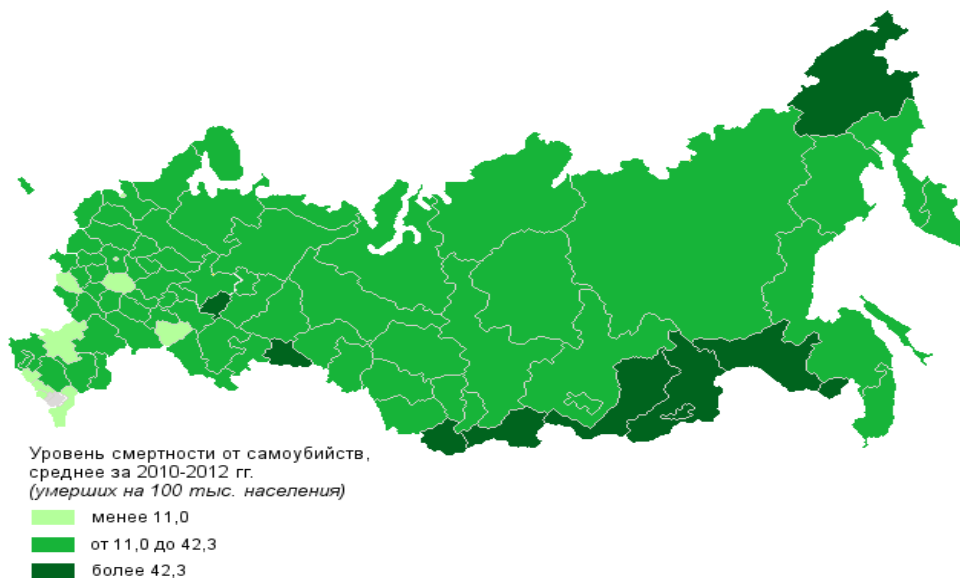 Уровень смертности от самоубийств,
среднее за 2010-2012 гг.
(умерших на 100 тыс. населения)
менее 11,0
от 11,0 до 42,3
более 42,3